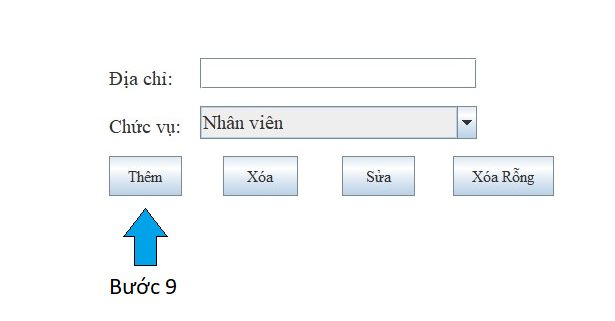 Địa chỉ:
Chức vụ: Nhân viên
Thêm Xóa Sửa Xóa Rỗng
Bước 9